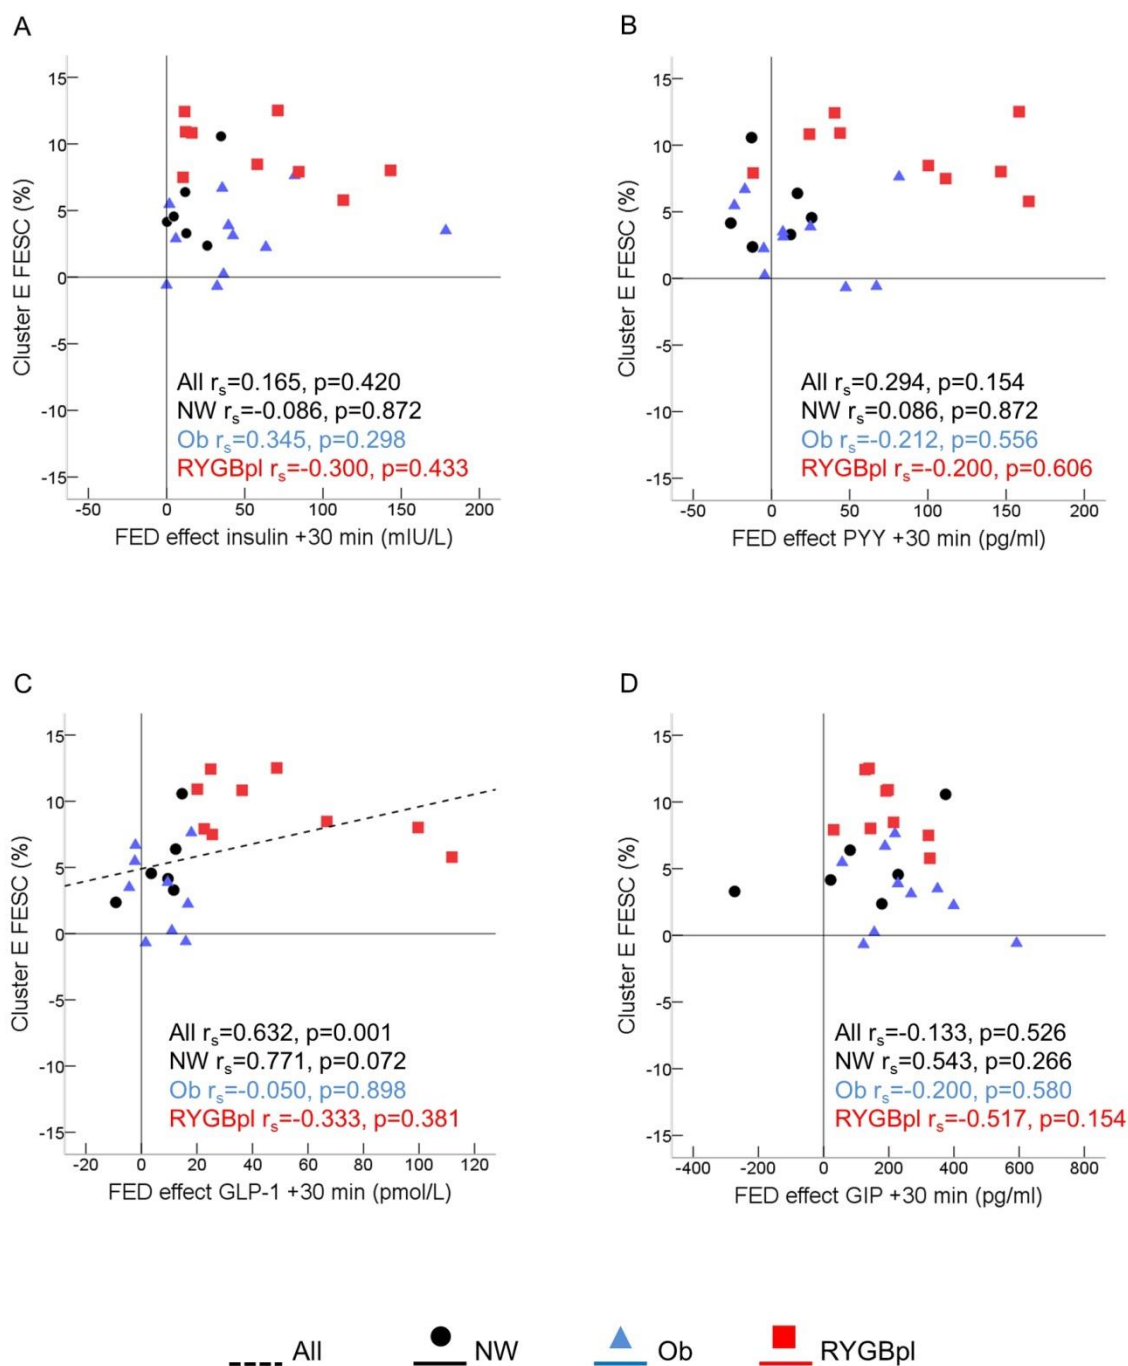 A
15
10
5
0
-5
-10
-15
Cluster E FESC (%)
All rs=0.165, p=0.420
NW rs=-0.086, p=0.872
Ob rs=0.345, p=0.298
RYGBpl rs=-0.300, p=0.433
-50 0 50 100 150 200
FED effect insulin +30 min (mIU/L)
B
15
10
5
0
-5
-10
-15
Cluster E FESC (%)
All rs=0.294, p=0.154
NW rs=0.086, p=0.872
Ob rs=-0.212, p=0.556
RYGBpl rs=-0.200, p=0.606
-50 0 50 100 150 200
FED effect PYY +30 min (pg/ml)
C
15
10
5
0
-5
-10
-15
Cluster E FESC (%)
All rs=0.632, p=0.001
NW rs=0.771, p=0.072
Ob rs=-0.050, p=0.898
RYGBpl rs=-0.333, p=0.381
-20 0 20 40 60 80 100 120
FED effect GLP-1 +30 min (pmol/L)
D
15
10
5
0
-5
-10
-15
Cluster E FESC (%)
All rs=-0.133, p=0.526
NW rs=0.543, p=0.266
Ob rs=-0.200, p=0.580
RYGBpl rs=-0.517, p=0.154
-400 -200 0 200 400 600 800
FED effect GIP +30 min (pg/ml)
All NW Ob RYGBpl